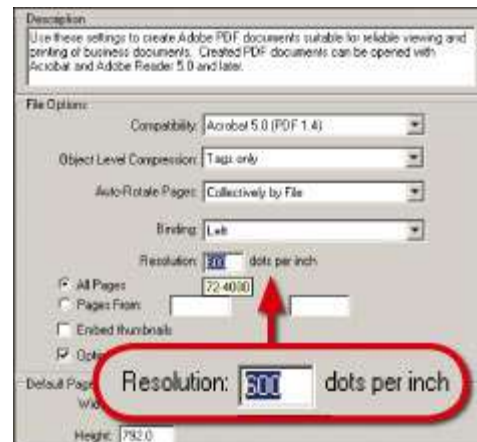 Description
Use these settings to create Adobe PDF documents suitable for reliable viewing and
printing of business documents. Created PDF documents can be opened with
Acrobat and Adobe Reader 5.0 and later.
File Options
Compatibility: Acrobat 5.0 (PDF 1.4)
Object Level Compression: Tags only
Auto-Rotate Pages: Collectively by File
Binding: Left
Resolution: 600 dots per inch
All Pages 72-4000
Pages From:
Embed thumbnails
Resolution: 600 dots per inch
Default Page
Height: 792.0